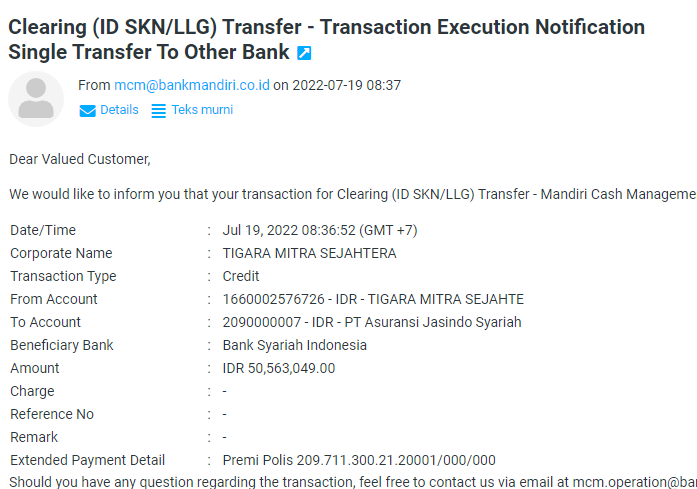 Clearing (ID SKN/LLG) Transfer - Transaction Execution Notification
Single Transfer To Other Bank
From mcm@bankmandiri.co.id on 2022-07-19 08:37
Details Teks murni
Dear Valued Customer,
We would like to inform you that your transaction for Clearing (ID SKN/LLG) Transfer - Mandiri Cash Manageme
Date/Time : Jul 19, 2022 08:36:52 (GMT +7)
Corporate Name : TIGARA MITRA SEJAHTERA
Transaction Type : Credit
From Account : 1660002576726 - IDR - TIGARA MITRA SEJAHTE
To Account : 2090000007 - IDR - PT Asuransi Jasindo Syariah
Beneficiary Bank : Bank Syariah Indonesia
Amount : IDR 50,563,049.00
Charge : -
Reference No : -
Remark : -
Extended Payment Detail : Premi Polis 209.711.300.21.20001/000/000
Should you have any question regarding the transaction, feel free to contact us via email at mcm.operation@ba